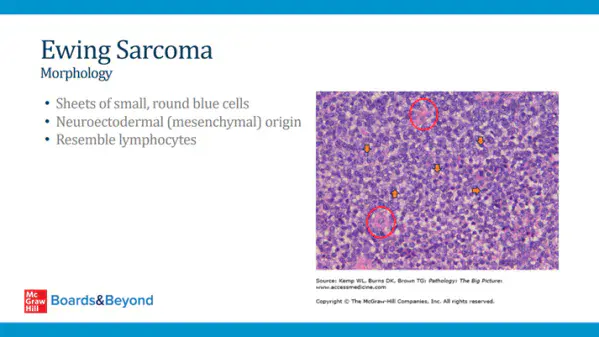 Ewing Sarcoma
Morphology
• Sheets of small, round blue cells
• Neuroectodermal (mesenchymal) origin
• Resemble lymphocytes
Source: Kemp WL, Burns DK, Brown TG: Pathology: The Big Picture:
www.accessmedicine.com
Copyright © The McGraw-Hill Companies, Inc. All rights reserved.
Mc
Graw
Hill
Boards&Beyond